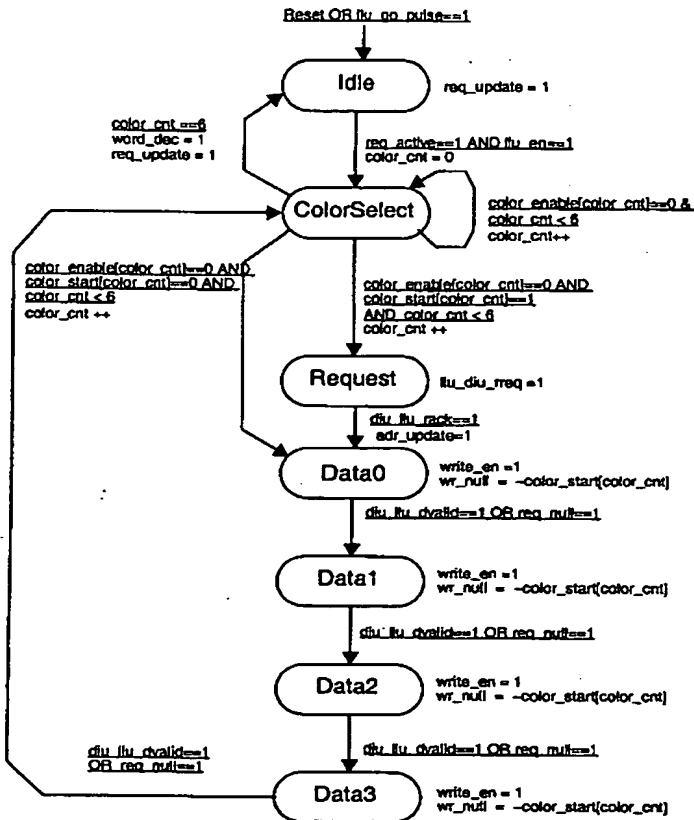 Reset OR llu_go_pulse==1
Idle
req_update = 1
color_cnt ==6
word_dec = 1
req_update = 1
req_active==1 AND llu_en==1
color_cnt = 0
ColorSelect
color_enable[color_cnt]==0 &
color_cnt < 6
color_cnt++
color_enable[color_cnt]==0 AND
color_start[color_cnt]==0 AND
color_cnt < 6
color_cnt ++
color_enable[color_cnt]==0 AND
color_start[color_cnt]==1
AND color_cnt < 6
color_cnt ++
Request
llu_diu_rreq =1
diu_llu_rack==1
adr_update=1
Data0
write_en =1
wr_null = ~color_start[color_cnt]
diu_llu_dvalid==1 OR req_null==1
Data1
write_en =1
wr_null = ~color_start[color_cnt]
diu_llu_dvalid==1 OR req_null==1
Data2
write_en = 1
wr_null = ~color_start[color_cnt]
diu_llu_dvalid==1
OR req_null==1
diu_llu_dvalid==1 OR req_null==1
Data3
write_en = 1
wr_null = ~color_start[color_cnt]